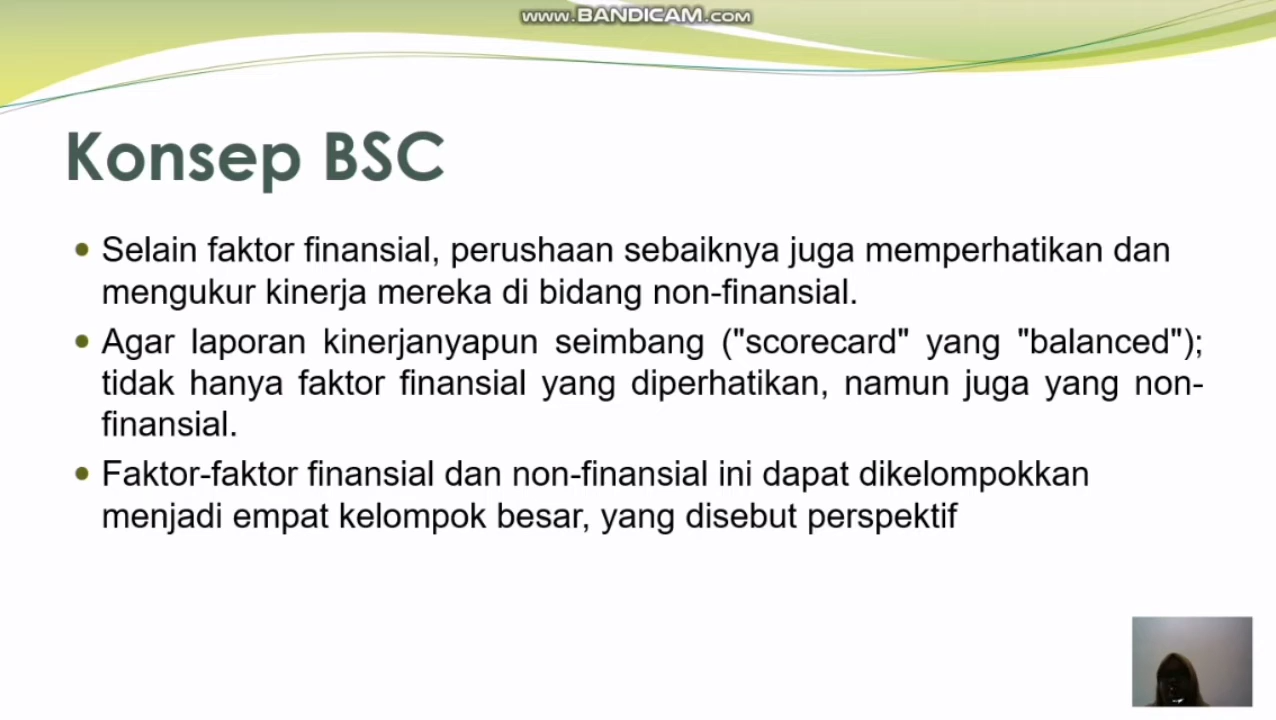 www.BANDICAM.com
Konsep BSC
Selain faktor finansial, perushaan sebaiknya juga memperhatikan dan
mengukur kinerja mereka di bidang non-finansial.
Agar laporan kinerjanyapun seimbang ("scorecard" yang "balanced");
tidak hanya faktor finansial yang diperhatikan, namun juga yang non-
finansial.
Faktor-faktor finansial dan non-finansial ini dapat dikelompokkan
menjadi empat kelompok besar, yang disebut perspektif